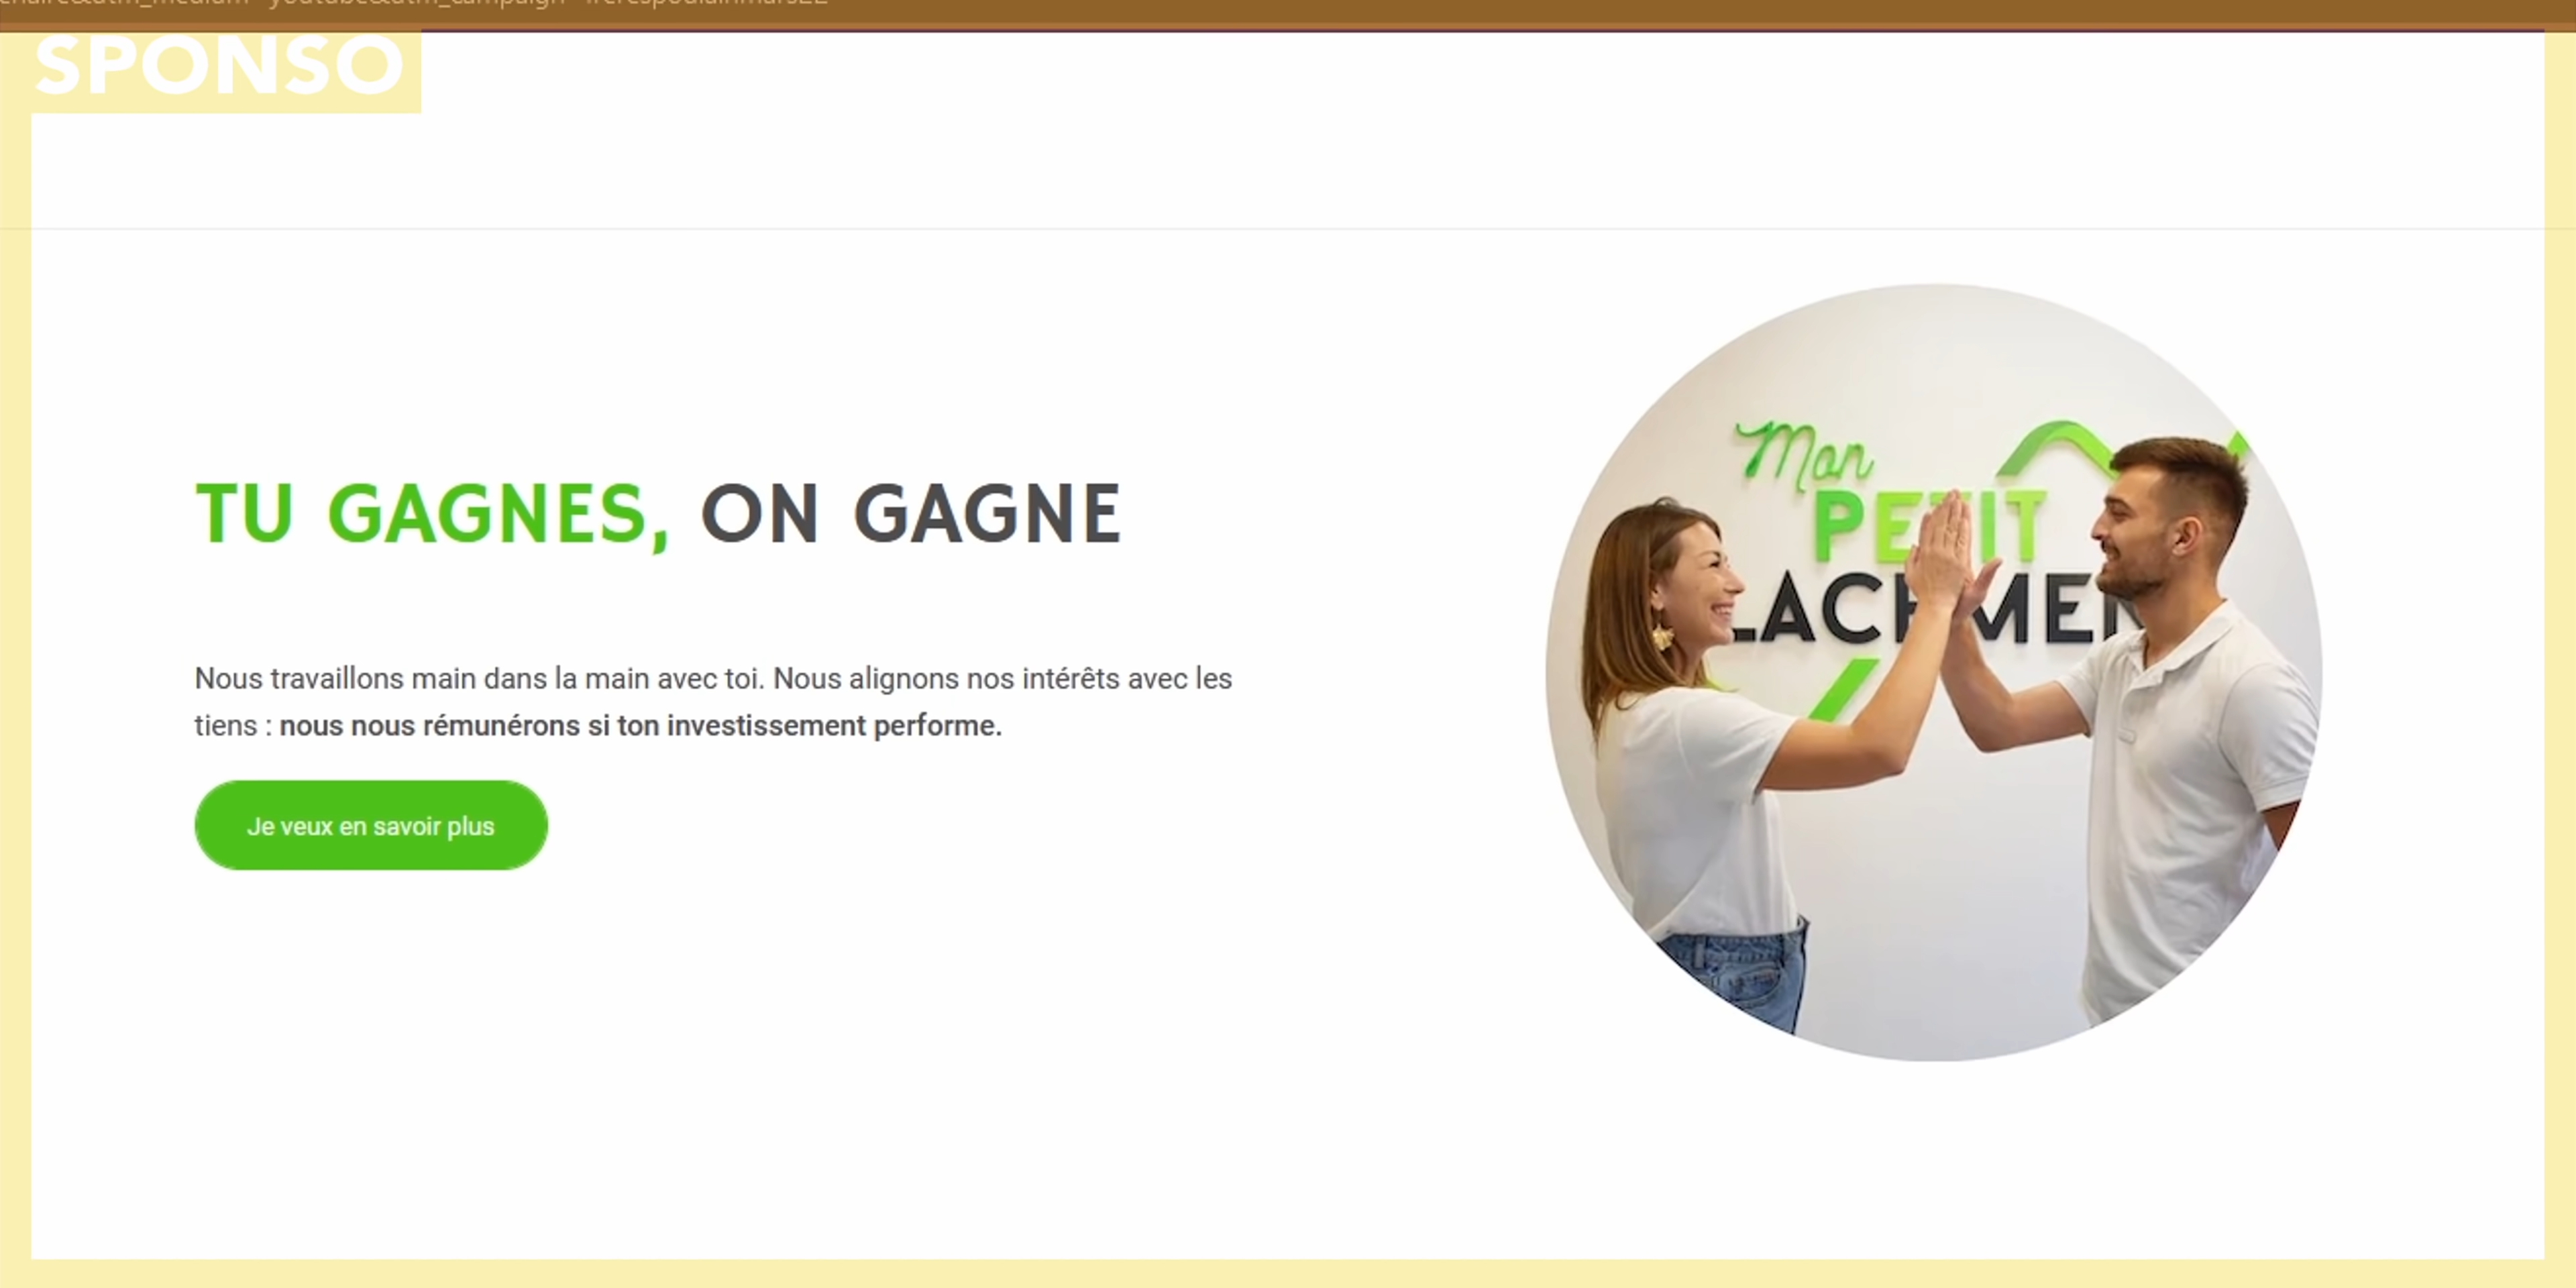 SPONSO
TU GAGNES, ON GAGNE
Nous travaillons main dans la main avec toi. Nous alignons nos intérêts avec les
tiens : nous nous rémunérons si ton investissement performe.
Je veux en savoir plus
Mon
PETIT